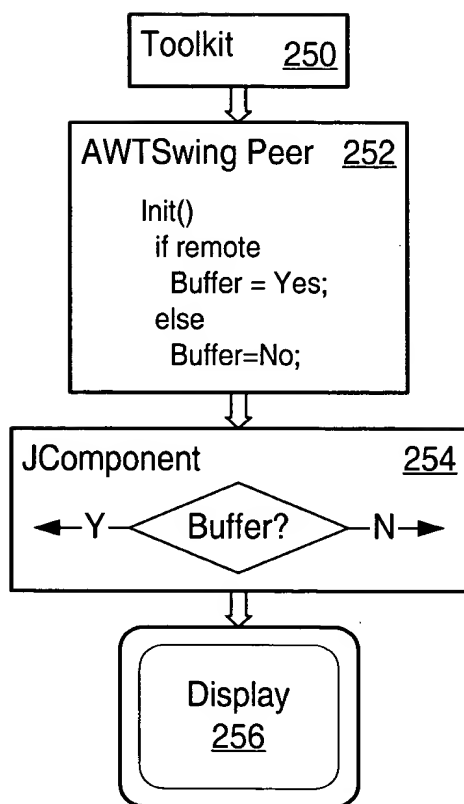 Toolkit 250
AWTSwing Peer 252
Init()
if remote
Buffer = Yes;
else
Buffer=No;
JComponent 254
Y Buffer? N
Display
256